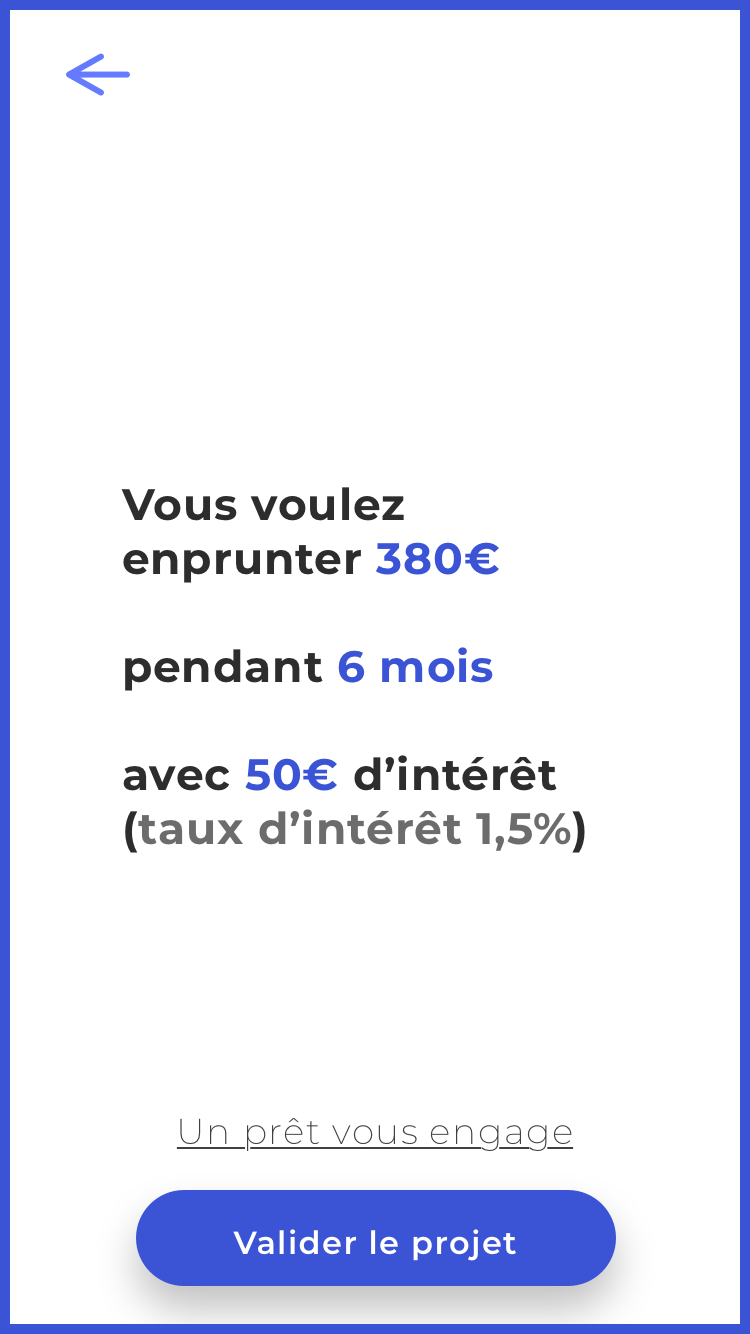 Vous voulez
enprunter 380€
pendant 6 mois
avec 50€ d’intérêt
(taux d’intérêt 1,5%)
Un prêt vous engage
Valider le projet